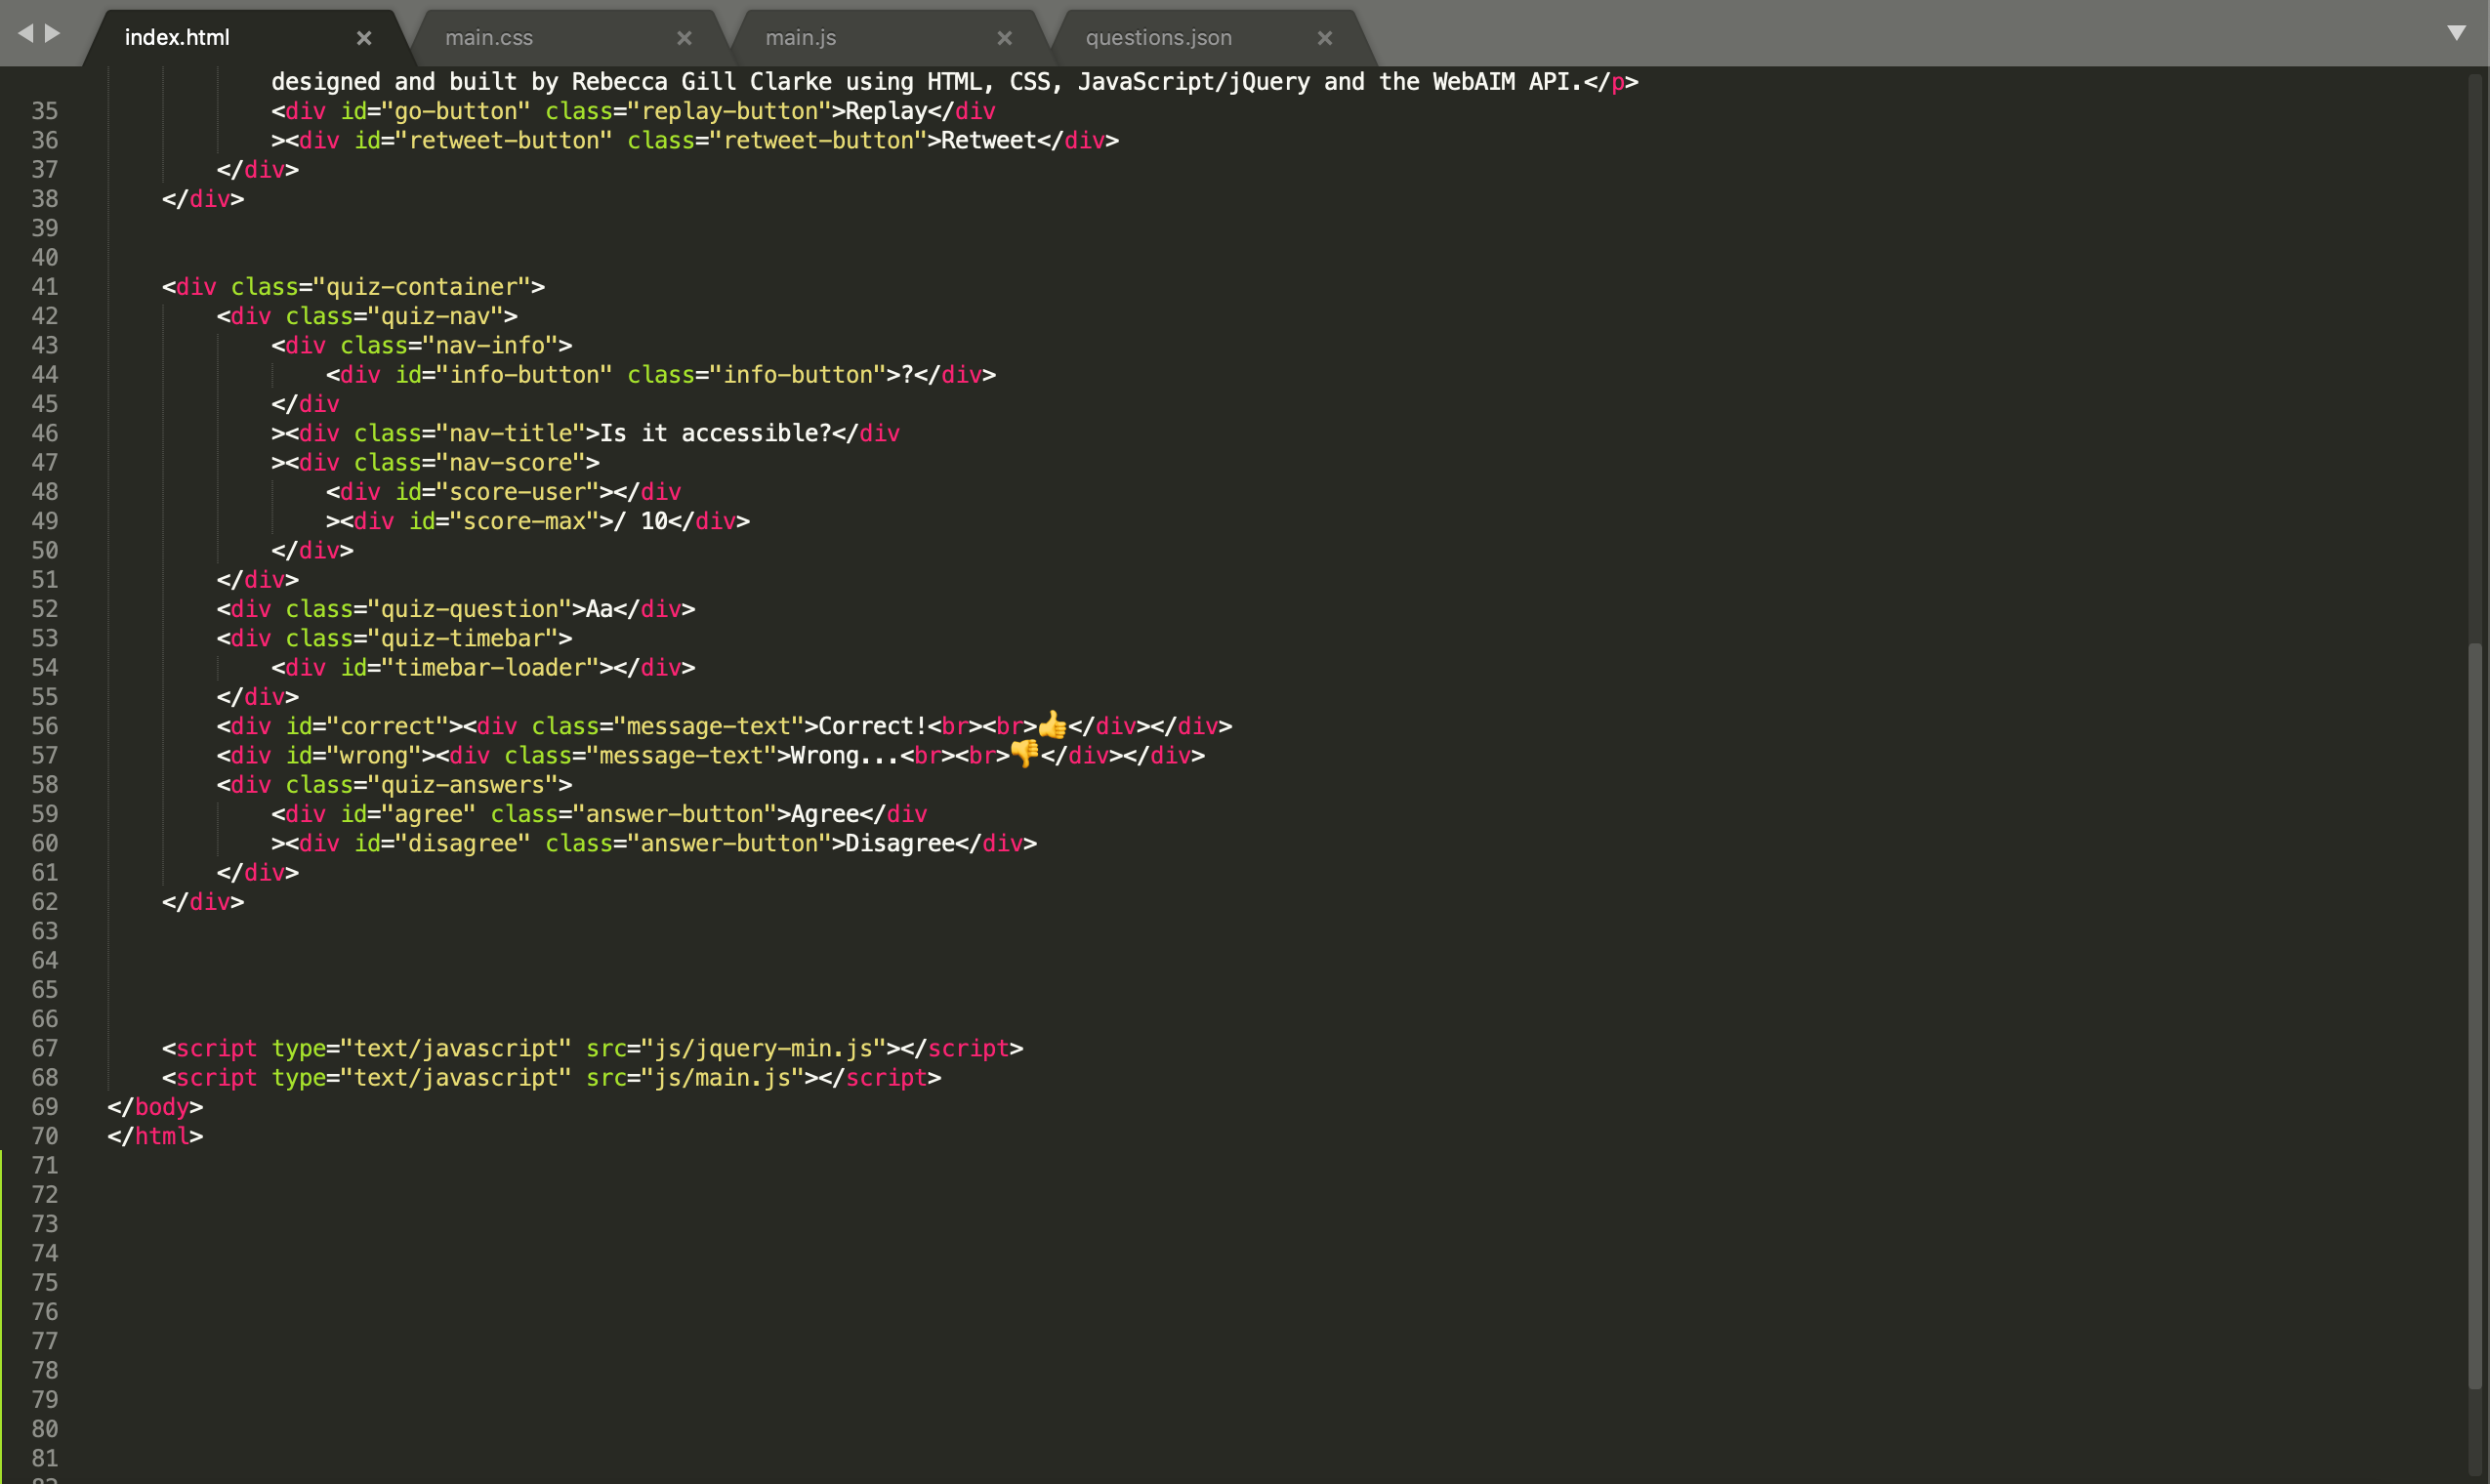 index.html × main.css × main.js × questions.json ×
designed and built by Rebecca Gill Clarke using HTML, CSS, JavaScript/jQuery and the WebAIM API.</p>
35 <div id="go-button" class="replay-button">Replay</div
36 ><div id="retweet-button" class="retweet-button">Retweet</div>
37 </div>
38 </div>
39
40
41 <div class="quiz-container">
42 <div class="quiz-nav">
43 <div class="nav-info">
44 <div id="info-button" class="info-button">?</div>
45 </div
46 ><div class="nav-title">Is it accessible?</div
47 ><div class="nav-score">
48 <div id="score-user"></div
49 ><div id="score-max">/ 10</div>
50 </div>
51 </div>
52 <div class="quiz-question">Aa</div>
53 <div class="quiz-timebar">
54 <div id="timebar-loader"></div>
55 </div>
56 <div id="correct"><div class="message-text">Correct!<br><br>👍</div></div>
57 <div id="wrong"><div class="message-text">Wrong...<br><br>👎</div></div>
58 <div class="quiz-answers">
59 <div id="agree" class="answer-button">Agree</div
60 ><div id="disagree" class="answer-button">Disagree</div>
61 </div>
62 </div>
63
64
65
66
67 <script type="text/javascript" src="js/jquery-min.js"></script>
68 <script type="text/javascript" src="js/main.js"></script>
69 </body>
70 </html>
71
72
73
74
75
76
77
78
79
80
81